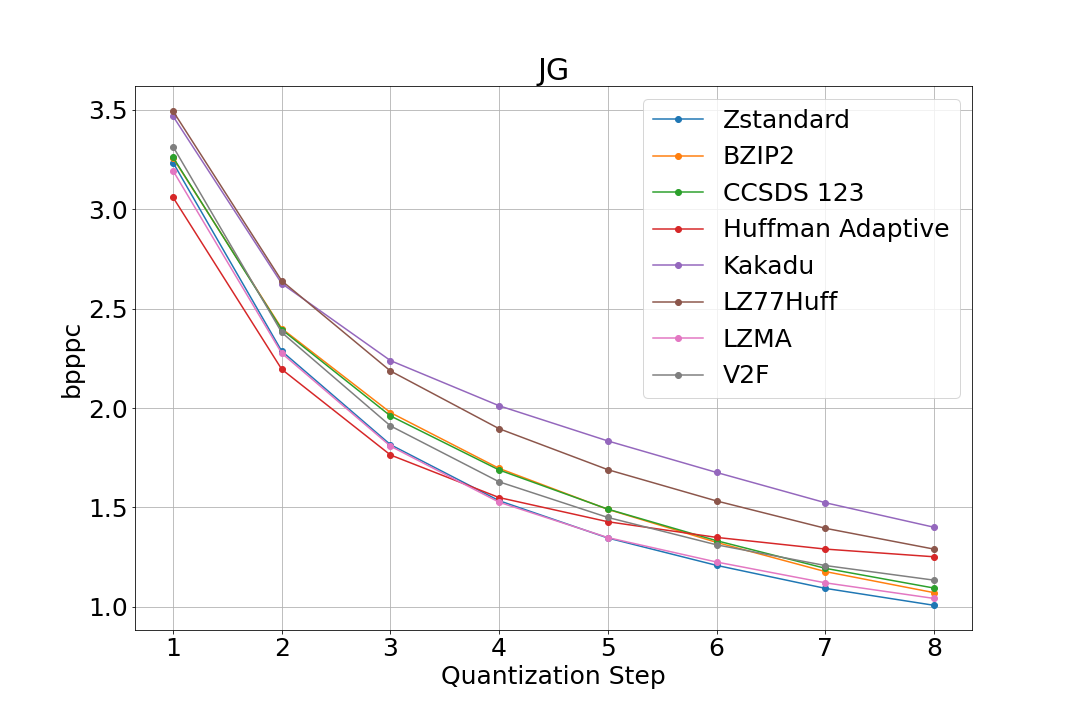 JG
3.5
3.0
2.5
2.0
1.5
1.0
bpppc
Zstandard
BZIP2
CCSDS 123
Huffman Adaptive
Kakadu
LZ77Huff
LZMA
V2F
1 2 3 4 5 6 7 8
Quantization Step